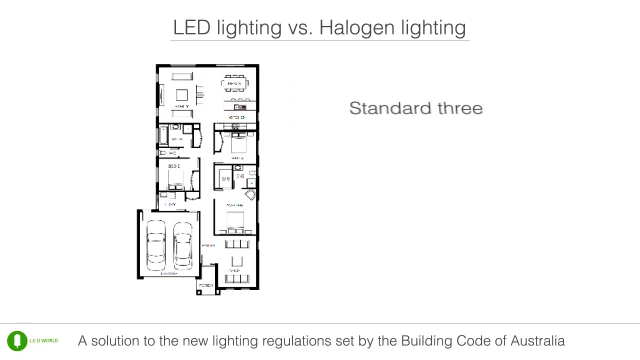 LED lighting vs. Halogen lighting
Standard three
KITCHEN
A solution to the new lighting regulations set by the Building Code of Australia
LED WORLD